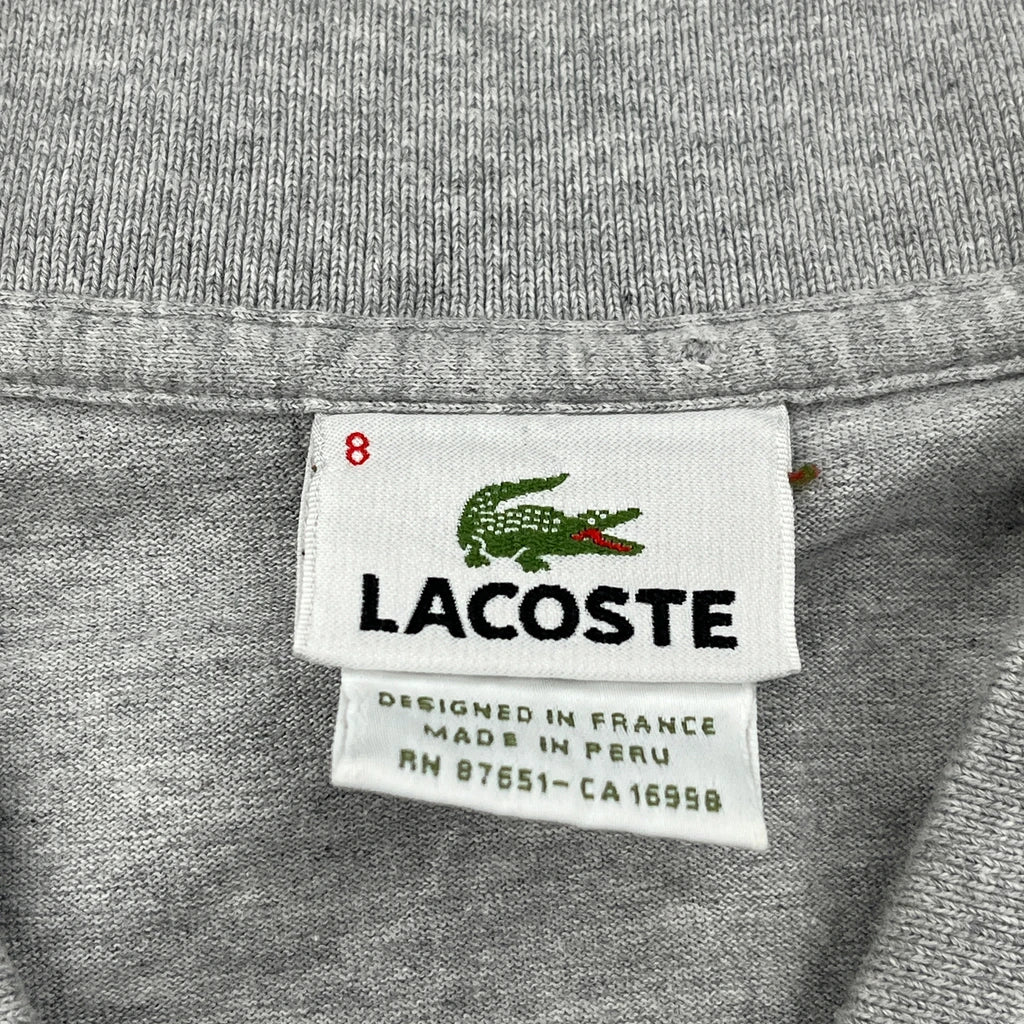 8
LACOSTE
DESIGNED IN FRANCE
MADE IN PERU
RN 87651-CA 16998